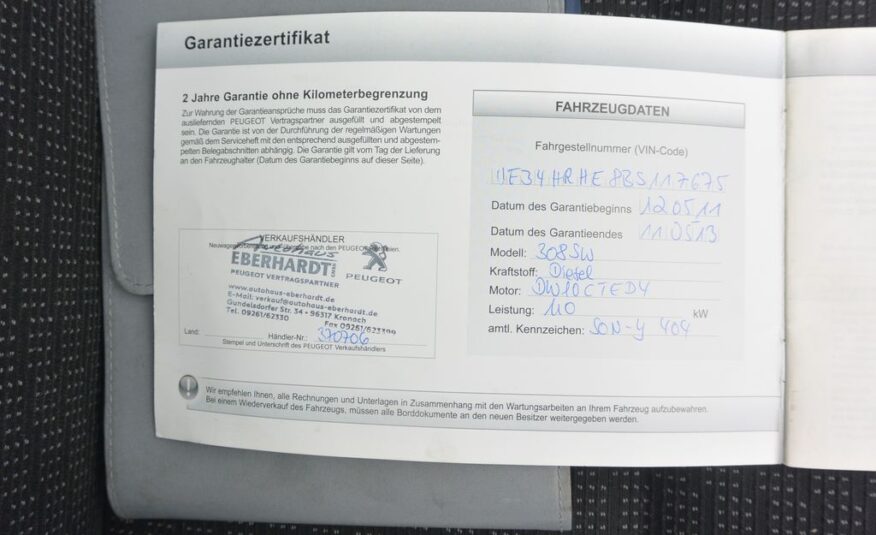 Garantiezertifikat
2 Jahre Garantie ohne Kilometerbegrenzung
Zur Wahrung der Garantieansprüche muss das Garantiezertifikat von dem
ausliefernden PEUGEOT Vertragspartner ausgefüllt und abgestempelt
sein. Die Garantie ist von der Durchführung der regelmäßigen Wartungen
gemäß dem Serviceheft mit den entsprechend ausgefüllten und abgestem-
pelten Belegabschnitten abhängig. Die Garantie gilt vom Tag der Lieferung
an den Fahrzeughalter (Datum des Garantiebeginns auf dieser Seite).
VERKAUFSHÄNDLER
Autohaus
EBERHARDT GMBH
PEUGEOT VERTRAGSPARTNER
PEUGEOT
www.autohaus-eberhardt.de
E-Mail: verkauf@autohaus-eberhardt.de
Gundelsdorfer Str. 34 - 96317 Kronach
Tel. 09261/62330
Fax 09261/623399
Land:
Händler-Nr.: 370706
Stempel und Unterschrift des PEUGEOT Verkaufshändlers
FAHRZEUGDATEN
Fahrgestellnummer (VIN-Code)
VF34HRHE8BS117675
Datum des Garantiebeginns 120511
Datum des Garantieendes 110513
Modell: 308SW
Kraftstoff: Diesel
Motor: DW10CTED4
Leistung: 110 kW
amtl. Kennzeichen: SON-Y 404
Wir empfehlen Ihnen, alle Rechnungen und Unterlagen in Zusammenhang mit den Wartungsarbeiten an Ihrem Fahrzeug aufzubewahren.
Bei einem Wiederverkauf des Fahrzeugs, müssen alle Borddokumente an den neuen Besitzer weitergegeben werden.